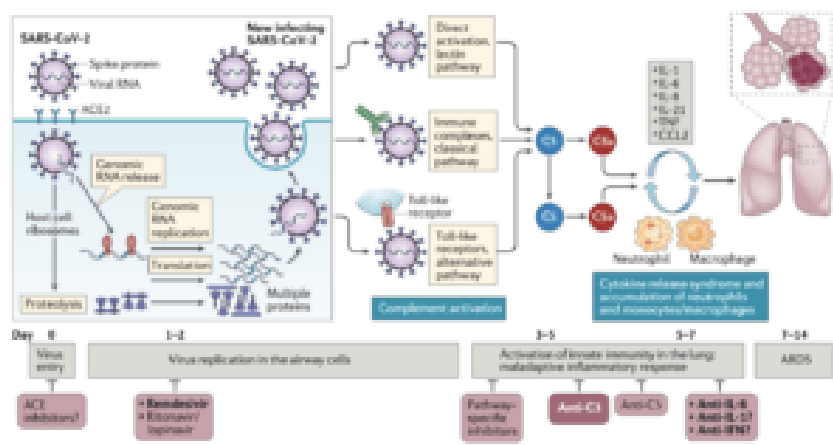 SARS-CoV-2
Spike protein
Viral RNA
ACE2
Genomic
RNA release
Host cell
ribosomes
Genomic
RNA
replication
Translation
Proteolysis
Multiple
proteins
New infecting
SARS-CoV-2
Direct
activation,
lectin
pathway
Immune
complexes,
classical
pathway
Toll-like
receptor
Toll-like
receptors,
alternative
pathway
Complement activation
C3
C3a
C5
C5a
• IL-1
• IL-6
• IL-8
• TNF
• CCL2
Neutrophil
Macrophage
Cytokine release syndrome and
accumulation of neutrophils
and monocytes/macrophages
Day
0
1–2
3–5
5–7
7–14
Virus
entry
Virus replication in the airway cells
Activation of innate immunity in the lung:
maladaptive inflammatory response
ARDS
ACE
inhibitors?
• Remdesivir
• Ritonavir/
lopinavir
Pathway-
specific
inhibitors
Anti-C3
Anti-C5
• Anti-IL-6
• Anti-IL-1?
• Anti-IFN?